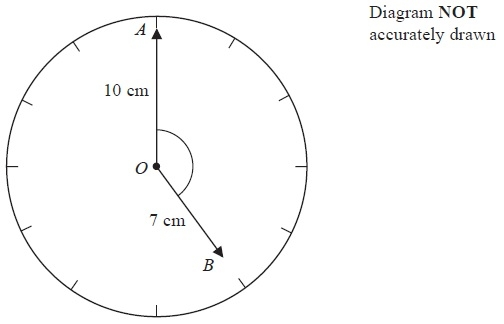 Diagram NOT
accurately drawn
A
10 cm
O
7 cm
B